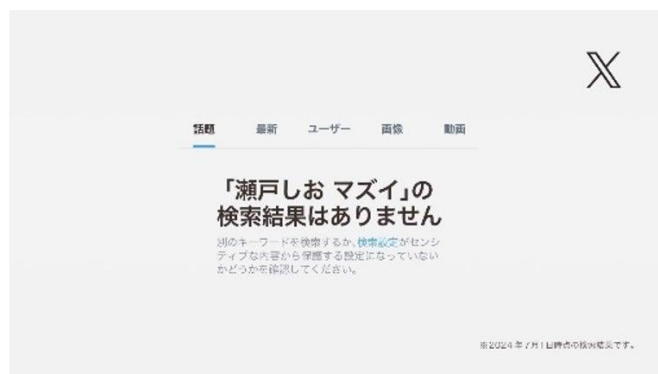 X
話題 最新 ユーザー 画像 動画
「瀬戸しお マズイ」の
検索結果はありません
別のキーワードを検索するか、検索設定がセンシ
ティブな内容から保護する設定になっていない
かどうかを確認してください。
※2024年7月1日時点の検索結果です。